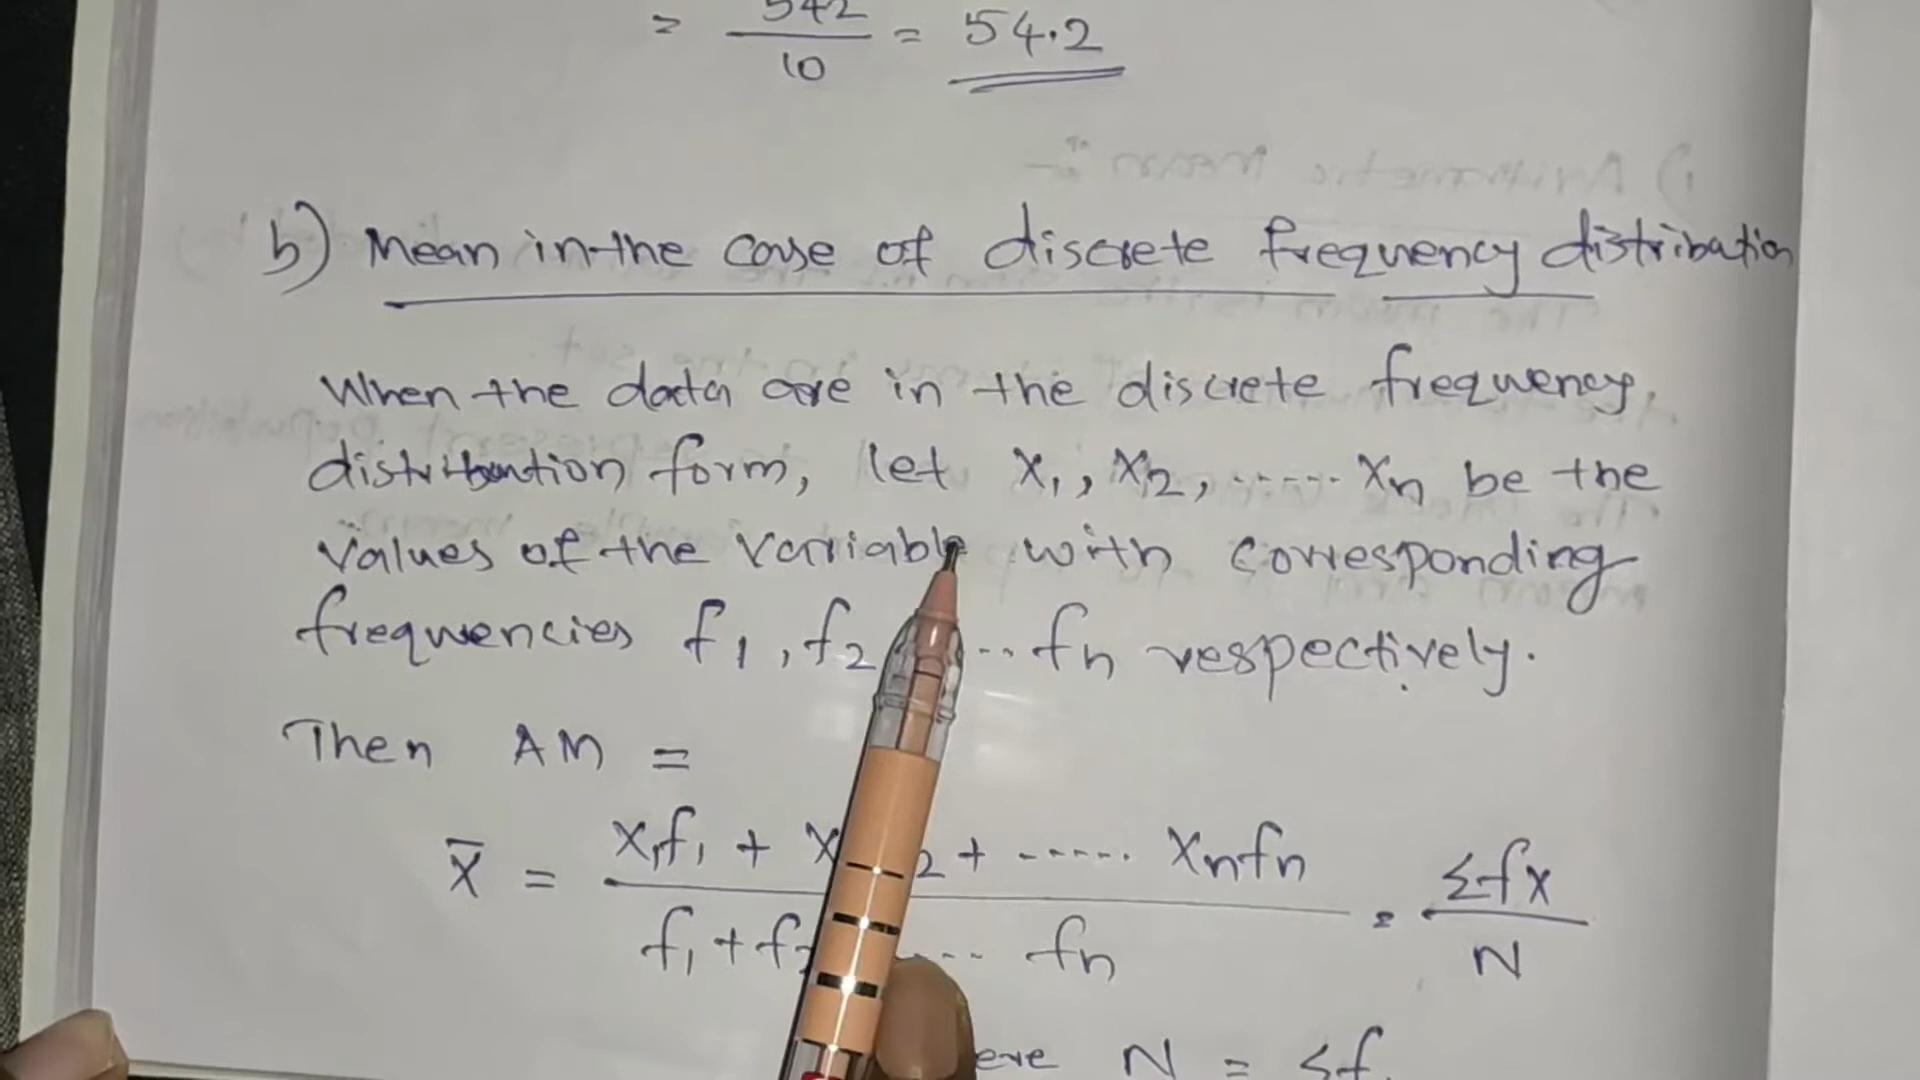 = 542/10 = 54.2
b) Mean in the case of discrete frequency distribution
When the data are in the discrete frequency,
distribution form, let x₁, x₂, ..... xₙ be the
values of the variable with corresponding
frequencies f₁, f₂ ... fₙ respectively.
Then AM =
x̄ = x₁f₁ + x 2 + ..... xₙfₙ / f₁ + f ... fₙ = Σfx / N
ere N = Σf.